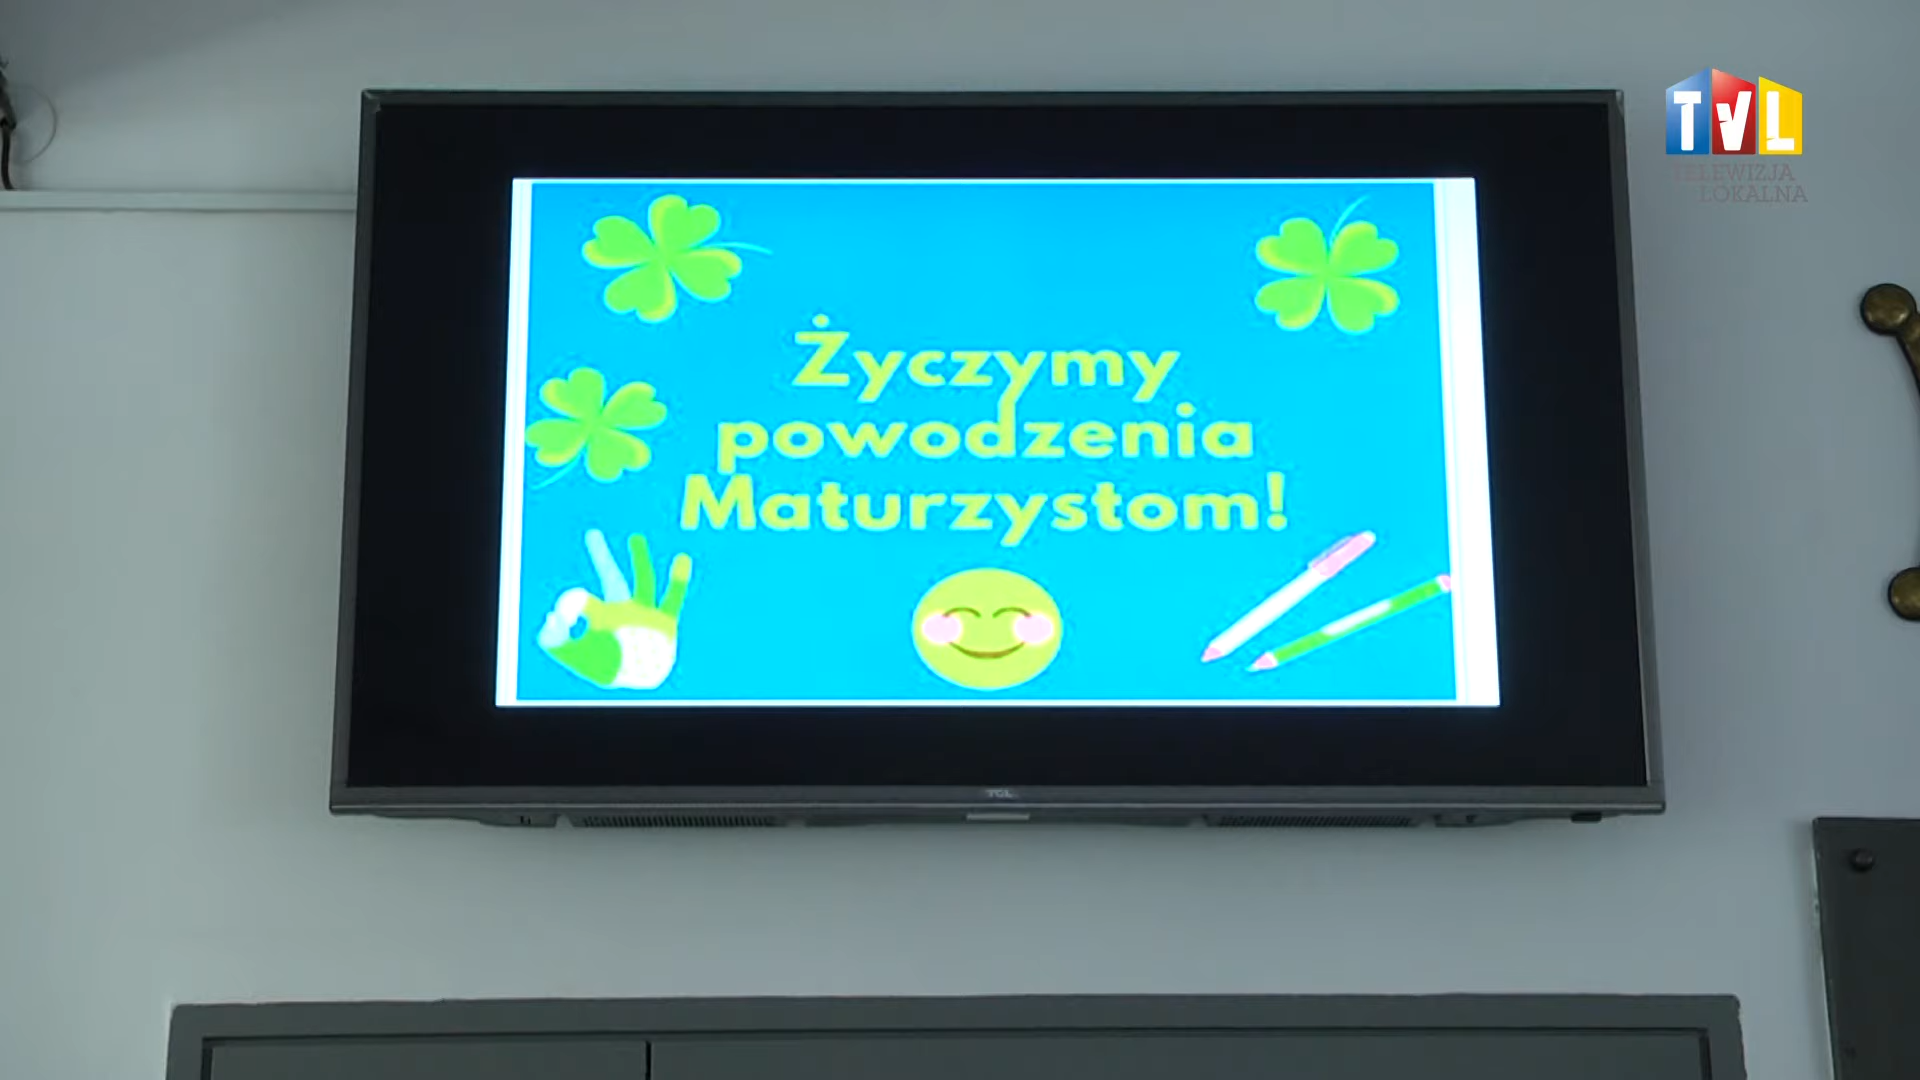 TVL
TELEWIZJA
LOKALNA
Życzymy
powodzenia
Maturzystom!
TCL